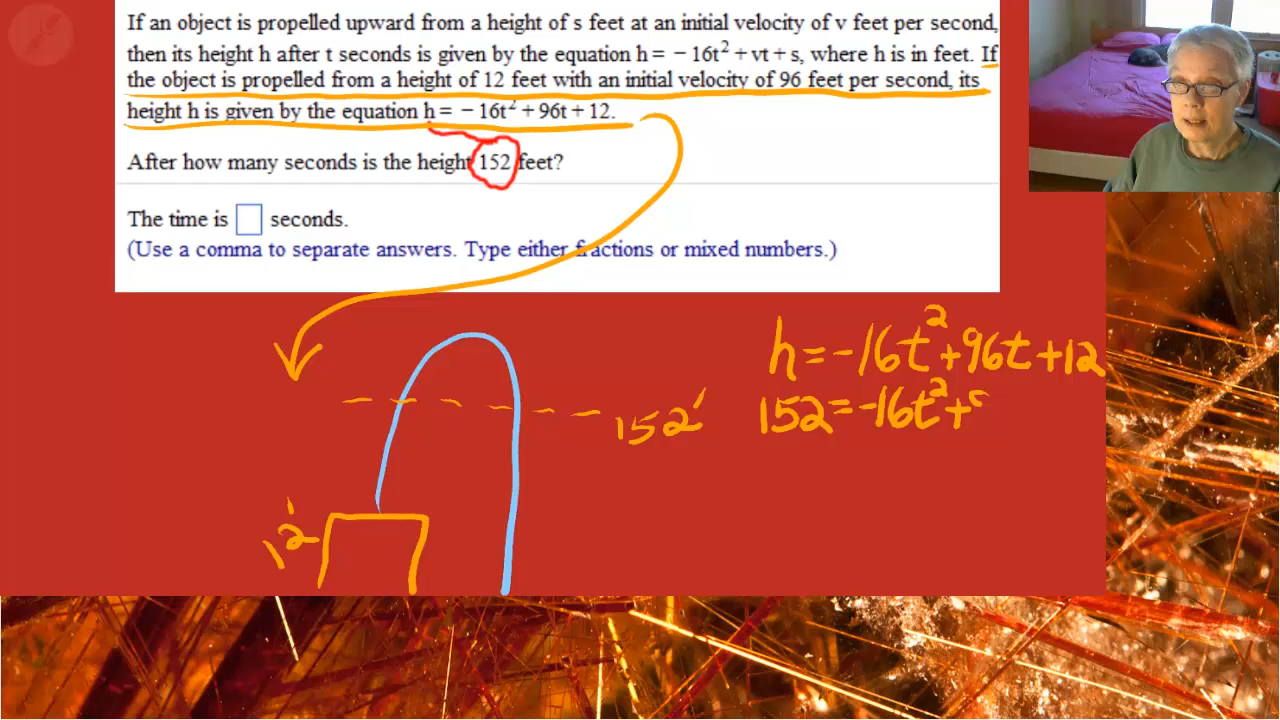 If an object is propelled upward from a height of s feet at an initial velocity of v feet per second,
then its height h after t seconds is given by the equation h = − 16t² + vt + s, where h is in feet. If
the object is propelled from a height of 12 feet with an initial velocity of 96 feet per second, its
height h is given by the equation h = − 16t² + 96t + 12.
After how many seconds is the height 152 feet?
The time is seconds.
(Use a comma to separate answers. Type either fractions or mixed numbers.)
h=-16t²+96t+12
152=-16t²+
152'
12'